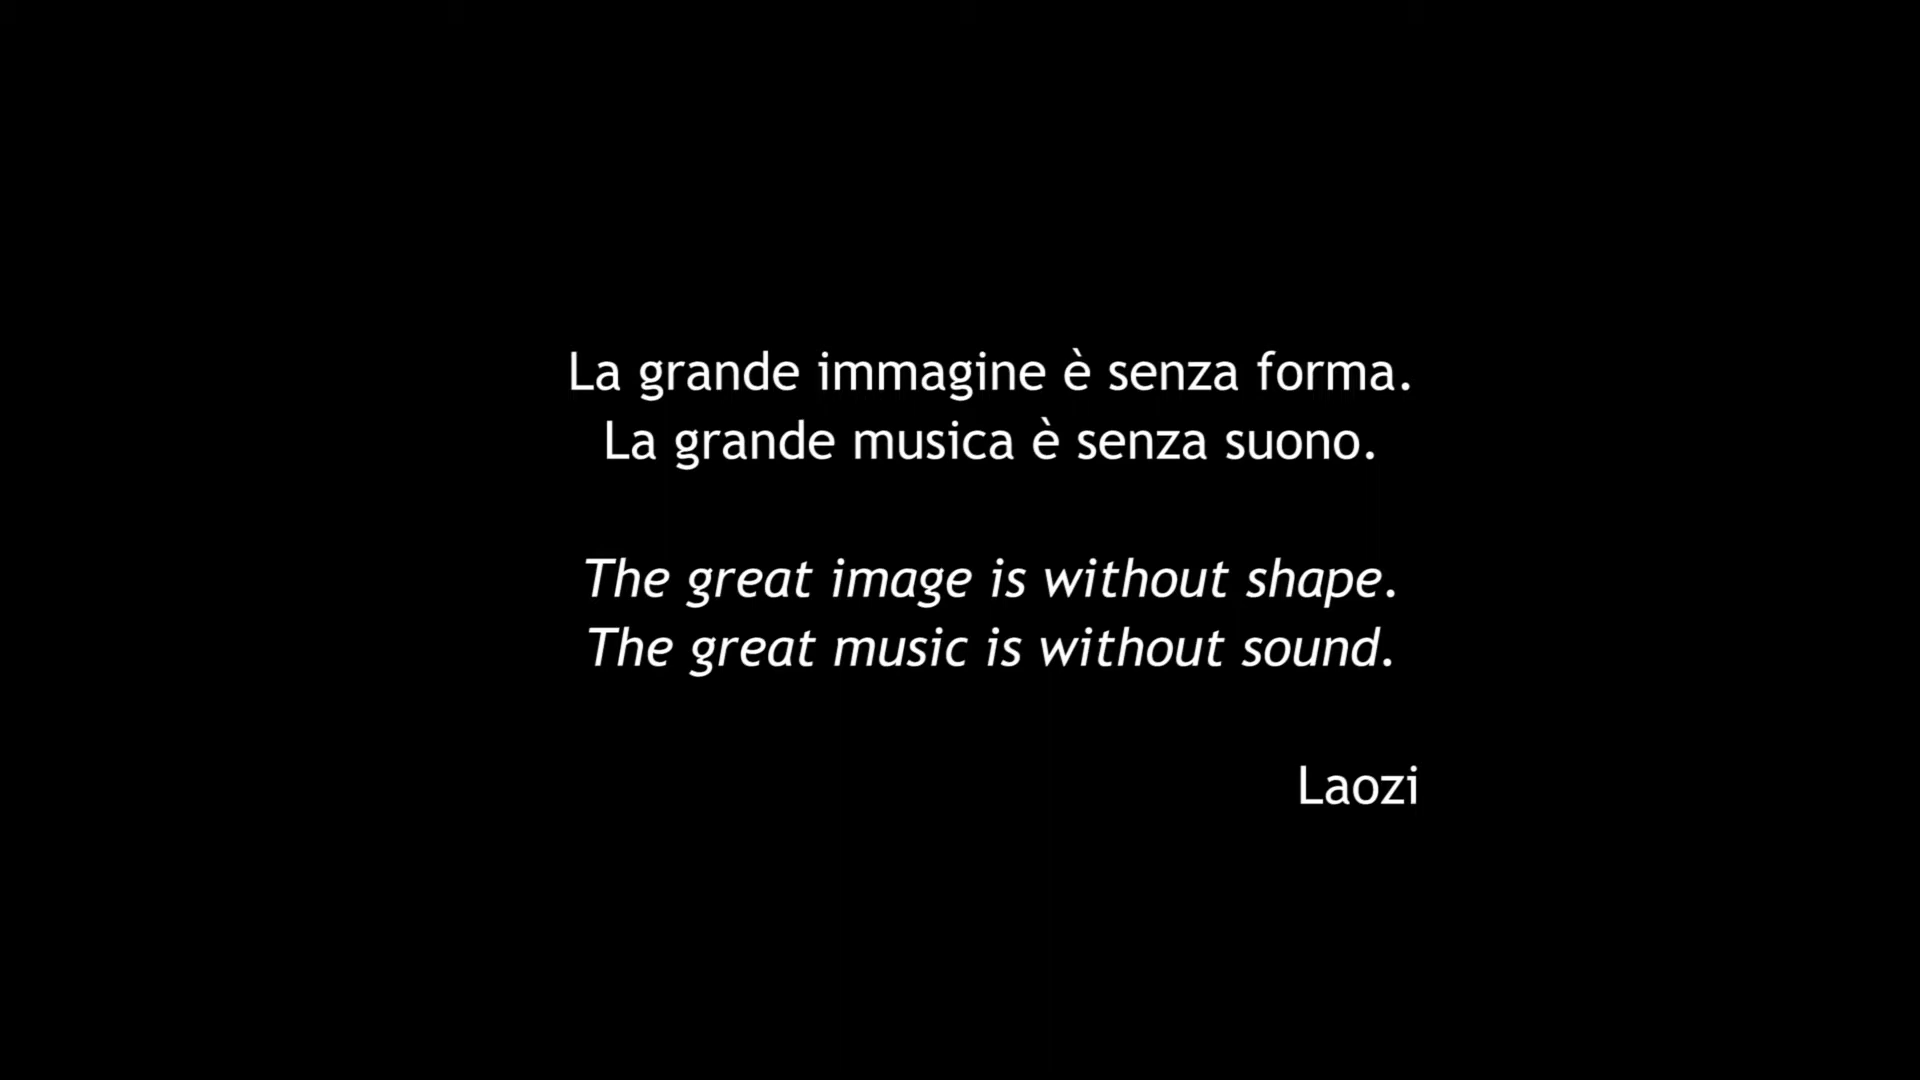 La grande immagine è senza forma.
La grande musica è senza suono.
The great image is without shape.
The great music is without sound.
Laozi